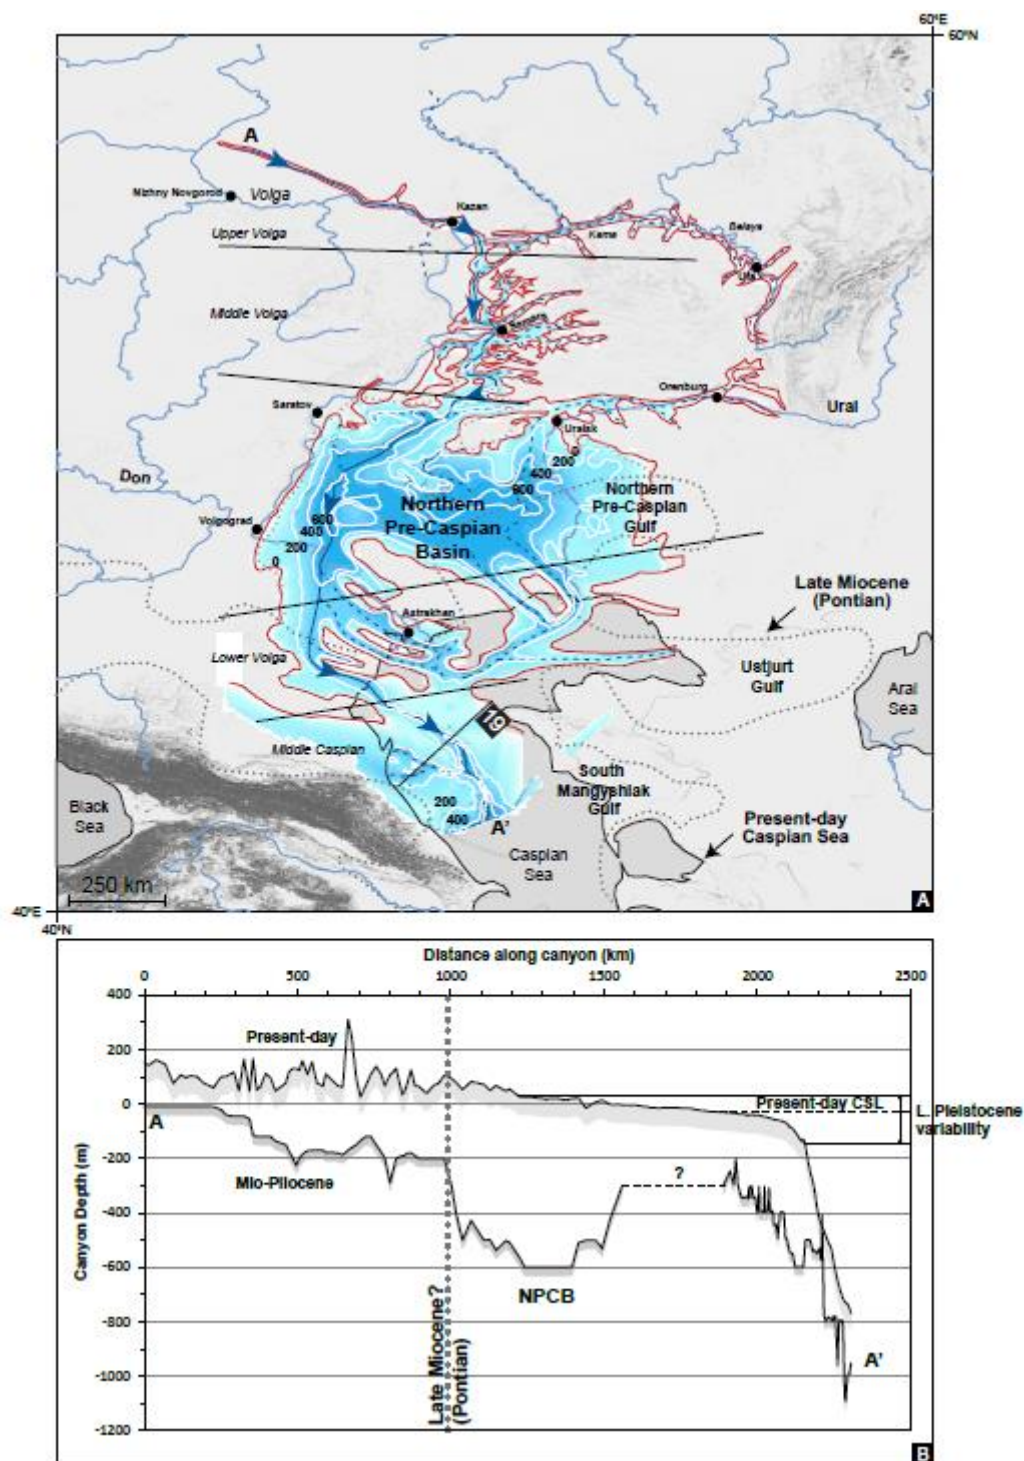 60°E
60°N
A
Nizhny Novgorod
Volga
Kazan
Upper Volga
Kama
Belaya
Ufa
Middle Volga
Samara
Saratov
Orenburg
Ural
Uralsk
Don
0
200
400
600
Northern
Pre-Caspian
Basin
Northern
Pre-Caspian
Gulf
Volgograd
600
400
200
0
Astrakhan
Late Miocene
(Pontian)
Lower Volga
Ustjurt
Gulf
Aral
Sea
19
Middle Caspian
South
Mangyshlak
Gulf
Black
Sea
200
400
A'
Present-day
Caspian Sea
Caspian
Sea
250 km
A
40°E
40°N
Distance along canyon (km)
0 500 1000 1500 2000 2500
400
200
0
-200
-400
-600
-800
-1000
-1200
Canyon Depth (m)
Present-day
Present-day CSL
L. Pleistocene
variability
A
Mio-Pliocene
?
NPCB
Late Miocene?
(Pontian)
A'
B